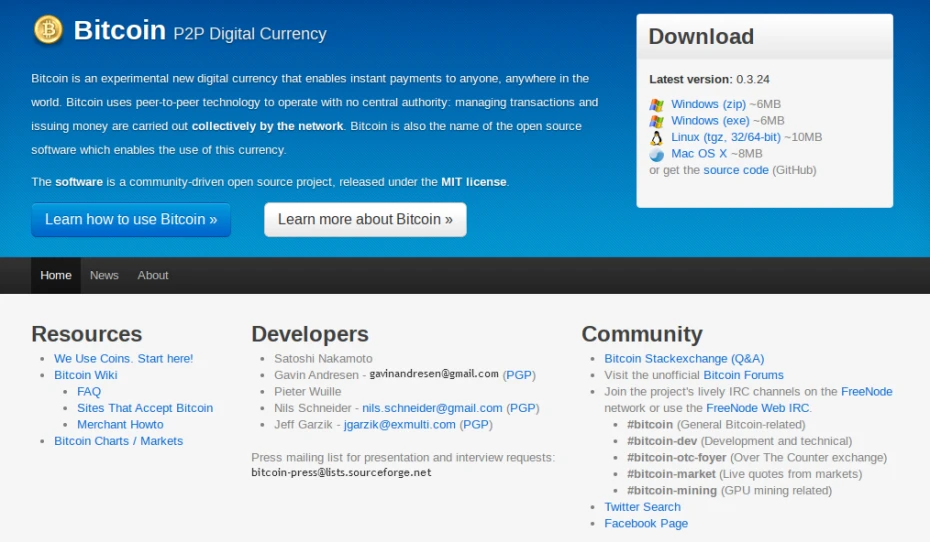 Bitcoin P2P Digital Currency
Bitcoin is an experimental new digital currency that enables instant payments to anyone, anywhere in the
world. Bitcoin uses peer-to-peer technology to operate with no central authority: managing transactions and
issuing money are carried out collectively by the network. Bitcoin is also the name of the open source
software which enables the use of this currency.
The software is a community-driven open source project, released under the MIT license.
Learn how to use Bitcoin »
Learn more about Bitcoin »
Download
Latest version: 0.3.24
Windows (zip) ~6MB
Windows (exe) ~6MB
Linux (tgz, 32/64-bit) ~10MB
Mac OS X ~8MB
or get the source code (GitHub)
Home News About
Resources
We Use Coins. Start here!
Bitcoin Wiki
FAQ
Sites That Accept Bitcoin
Merchant Howto
Bitcoin Charts / Markets
Developers
Satoshi Nakamoto
Gavin Andresen - gavinandresen@gmail.com (PGP)
Pieter Wuille
Nils Schneider - nils.schneider@gmail.com (PGP)
Jeff Garzik - jgarzik@exmulti.com (PGP)
Press mailing list for presentation and interview requests:
bitcoin-press@lists.sourceforge.net
Community
Bitcoin Stackexchange (Q&A)
Visit the unofficial Bitcoin Forums
Join the project's lively IRC channels on the FreeNode
network or use the FreeNode Web IRC.
#bitcoin (General Bitcoin-related)
#bitcoin-dev (Development and technical)
#bitcoin-otc-foyer (Over The Counter exchange)
#bitcoin-market (Live quotes from markets)
#bitcoin-mining (GPU mining related)
Twitter Search
Facebook Page